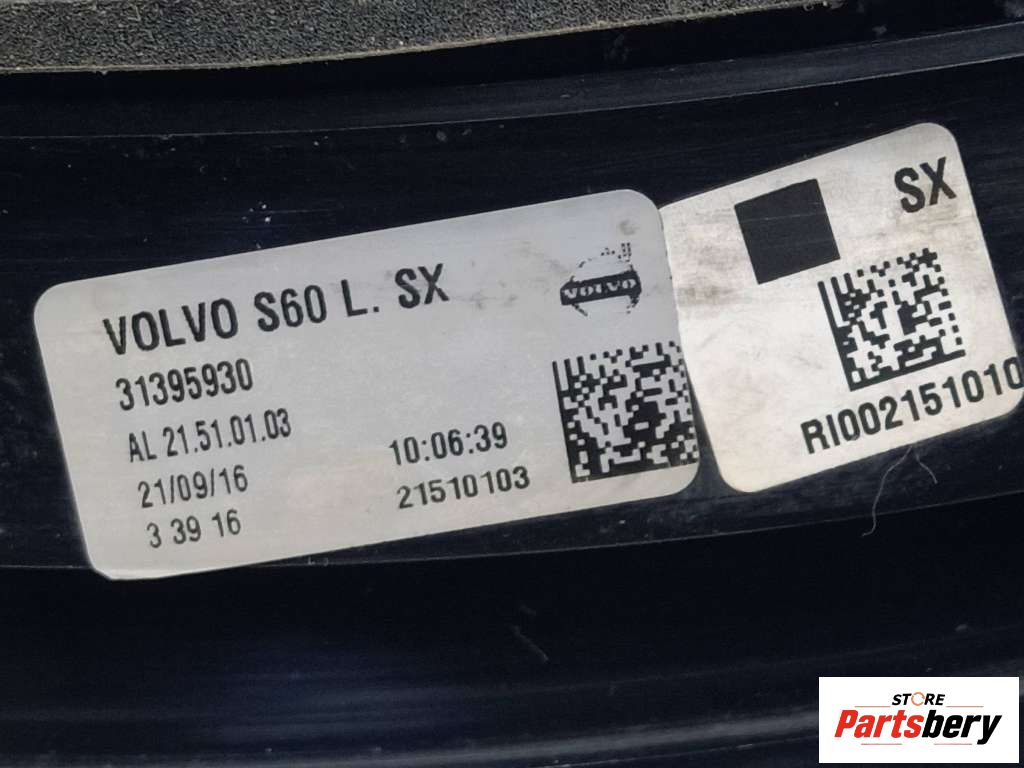 VOLVO S60 L. SX
VOLVO
31395930
AL 21.51.01.03
21/09/16
10:06:39
3 39 16
21510103
SX
RI002151010
STORE
Partsbery